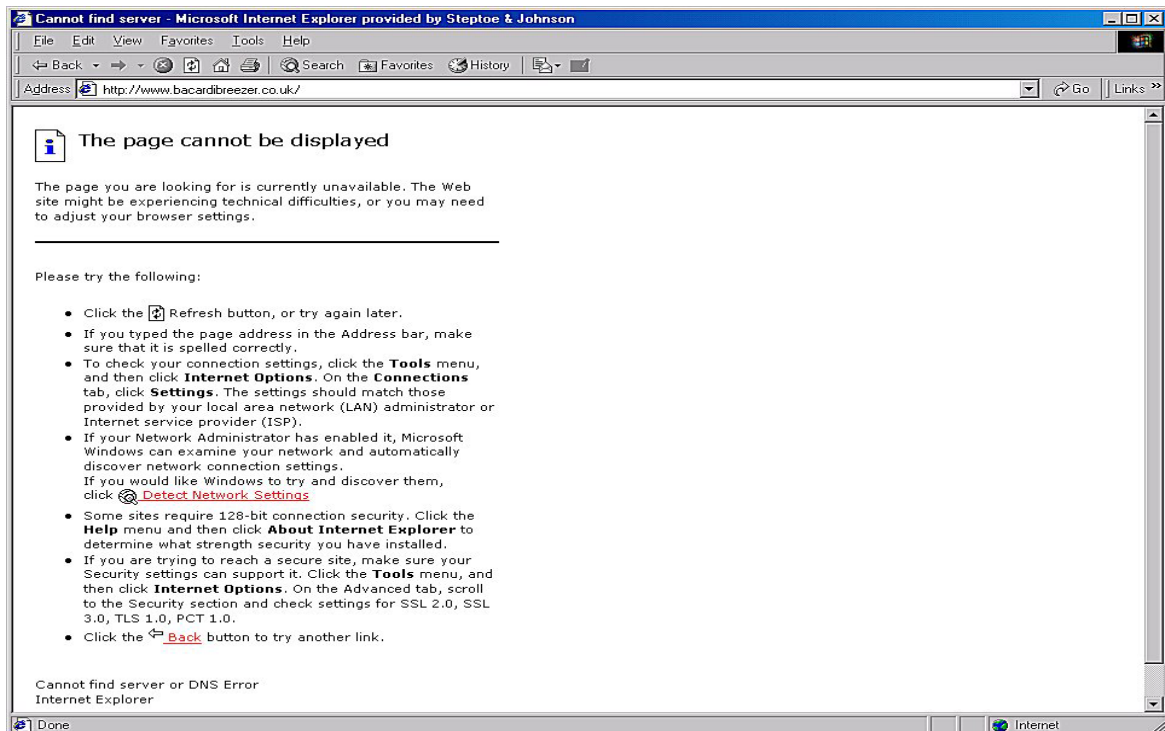 Cannot find server - Microsoft Internet Explorer provided by Steptoe & Johnson
File Edit View Favorites Tools Help
Back Search Favorites History
Address http://www.bacardibreezer.co.uk/ Go Links »
The page cannot be displayed
The page you are looking for is currently unavailable. The Web
site might be experiencing technical difficulties, or you may need
to adjust your browser settings.
Please try the following:
• Click the Refresh button, or try again later.
• If you typed the page address in the Address bar, make
sure that it is spelled correctly.
• To check your connection settings, click the Tools menu,
and then click Internet Options. On the Connections
tab, click Settings. The settings should match those
provided by your local area network (LAN) administrator or
Internet service provider (ISP).
• If your Network Administrator has enabled it, Microsoft
Windows can examine your network and automatically
discover network connection settings.
If you would like Windows to try and discover them,
click Detect Network Settings
• Some sites require 128-bit connection security. Click the
Help menu and then click About Internet Explorer to
determine what strength security you have installed.
• If you are trying to reach a secure site, make sure your
Security settings can support it. Click the Tools menu, and
then click Internet Options. On the Advanced tab, scroll
to the Security section and check settings for SSL 2.0, SSL
3.0, TLS 1.0, PCT 1.0.
• Click the Back button to try another link.
Cannot find server or DNS Error
Internet Explorer
Done Internet